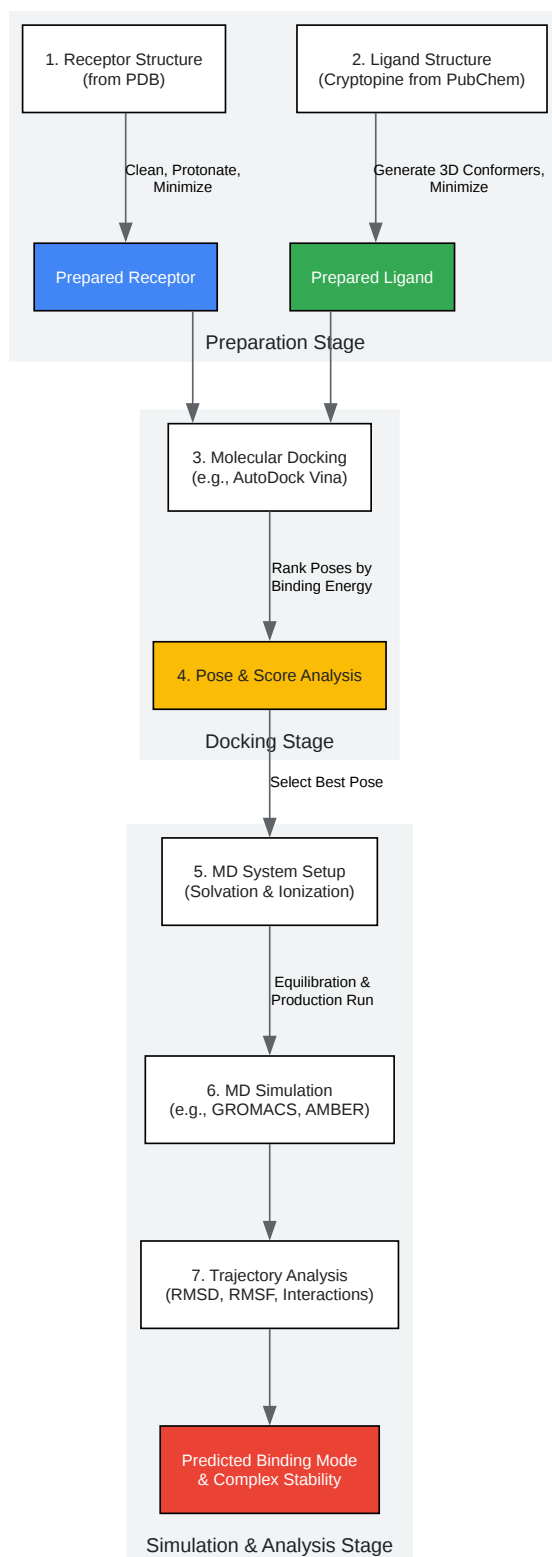 1. Receptor Structure
(from PDB)
2. Ligand Structure
(Cryptopine from PubChem)
Clean, Protonate,
Minimize
Generate 3D Conformers,
Minimize
Prepared Receptor
Prepared Ligand
Preparation Stage
3. Molecular Docking
(e.g., AutoDock Vina)
Rank Poses by
Binding Energy
4. Pose & Score Analysis
Docking Stage
Select Best Pose
5. MD System Setup
(Solvation & Ionization)
Equilibration &
Production Run
6. MD Simulation
(e.g., GROMACS, AMBER)
7. Trajectory Analysis
(RMSD, RMSF, Interactions)
Predicted Binding Mode
& Complex Stability
Simulation & Analysis Stage